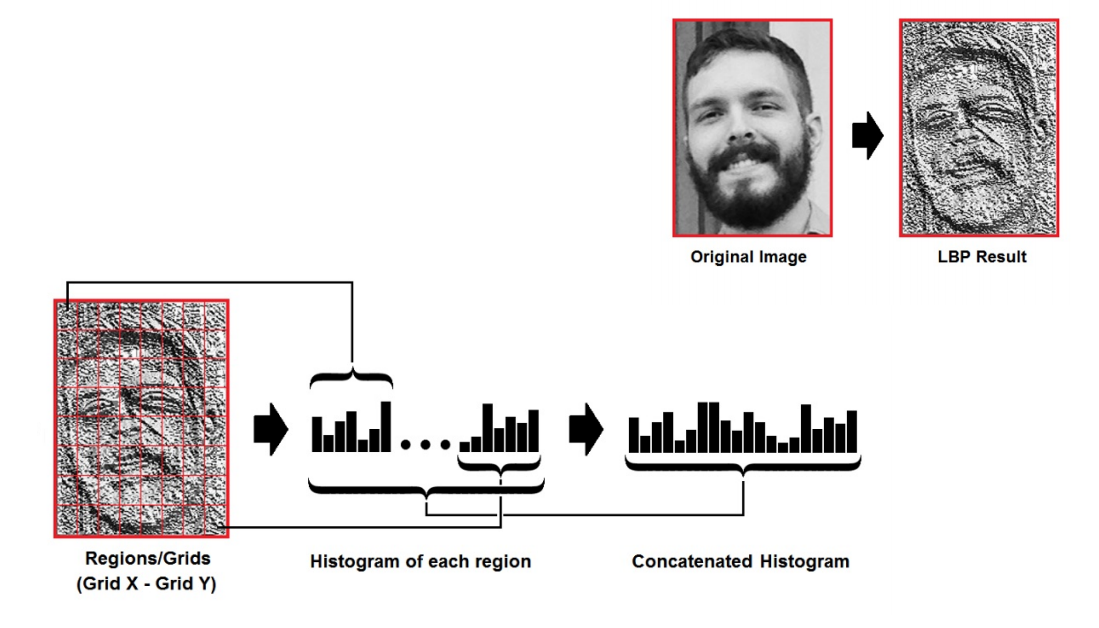 Original Image
LBP Result
Regions/Grids
(Grid X - Grid Y)
Histogram of each region
Concatenated Histogram